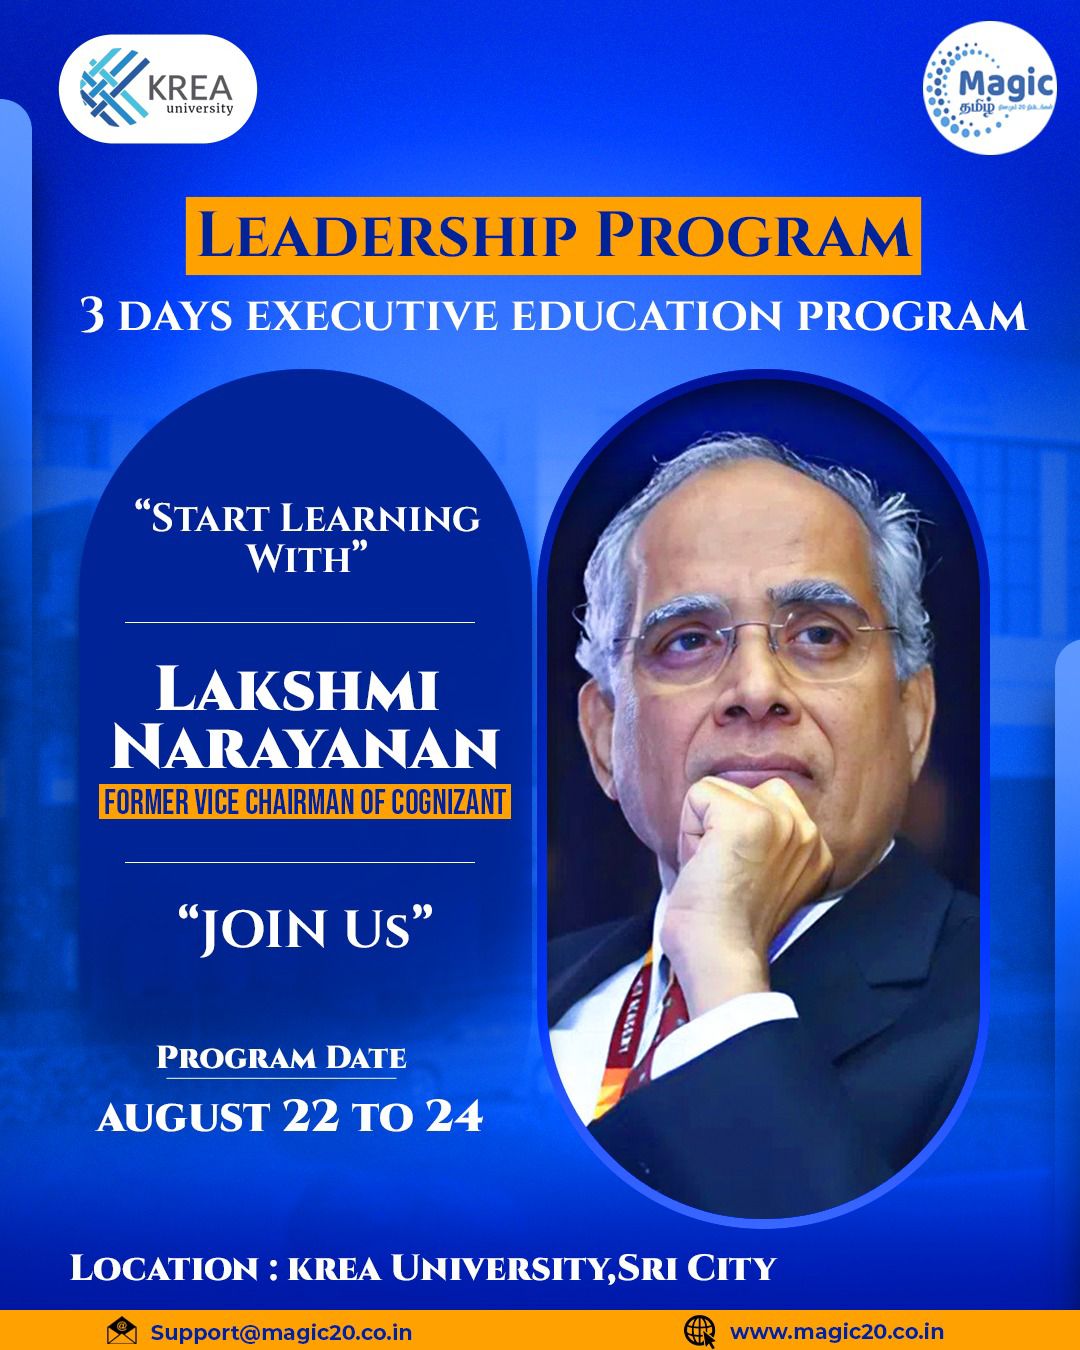 KREA
university
Magic
தமிழ்
LEADERSHIP PROGRAM
3 DAYS EXECUTIVE EDUCATION PROGRAM
“START LEARNING
WITH”
LAKSHMI
NARAYANAN
FORMER VICE CHAIRMAN OF COGNIZANT
“JOIN US”
PROGRAM DATE
AUGUST 22 TO 24
LOCATION : KREA UNIVERSITY,SRI CITY
Support@magic20.co.in
www.magic20.co.in